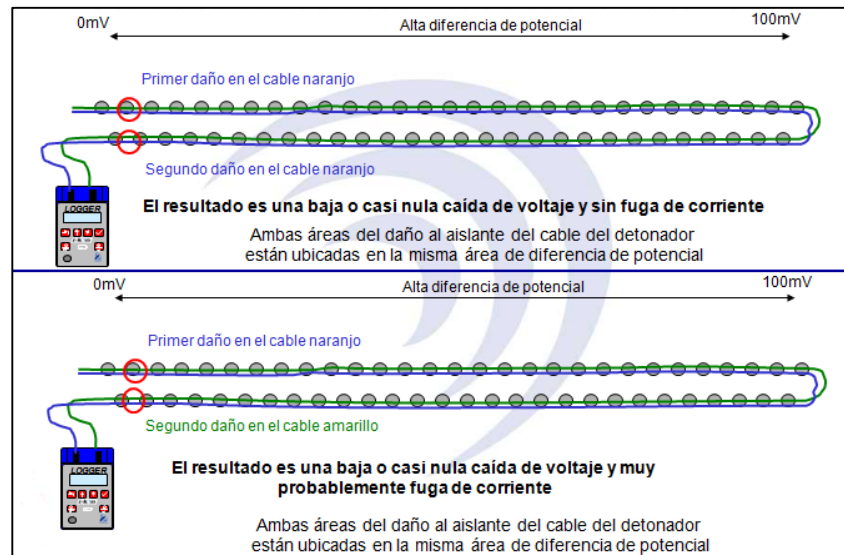 0mV
Alta diferencia de potencial
100mV
Primer daño en el cable naranjo
Segundo daño en el cable naranjo
LOGGER
El resultado es una baja o casi nula caída de voltaje y sin fuga de corriente
Ambas áreas del daño al aislante del cable del detonador
están ubicadas en la misma área de diferencia de potencial
0mV
Alta diferencia de potencial
100mV
Primer daño en el cable naranjo
Segundo daño en el cable amarillo
LOGGER
El resultado es una baja o casi nula caída de voltaje y muy
probablemente fuga de corriente
Ambas áreas del daño al aislante del cable del detonador
están ubicadas en la misma área de diferencia de potencial